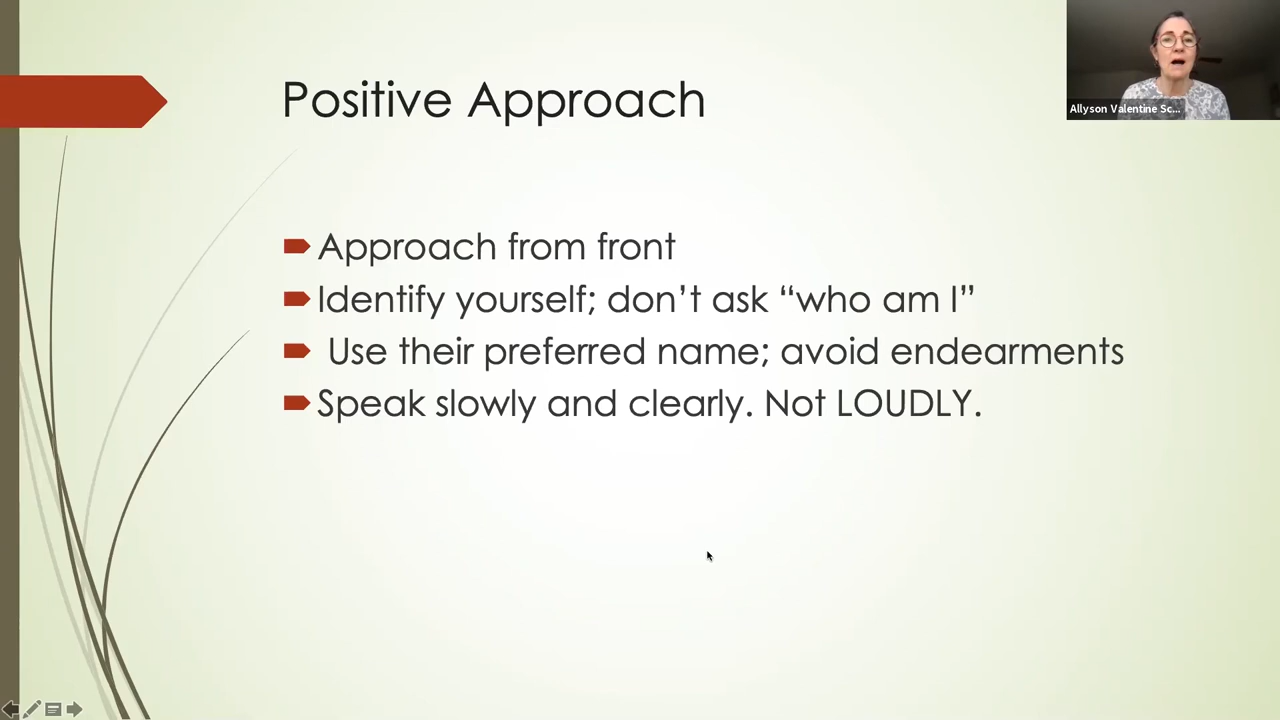 Positive Approach
Allyson Valentine Sc...
Approach from front
Identify yourself; don’t ask “who am I”
Use their preferred name; avoid endearments
Speak slowly and clearly. Not LOUDLY.